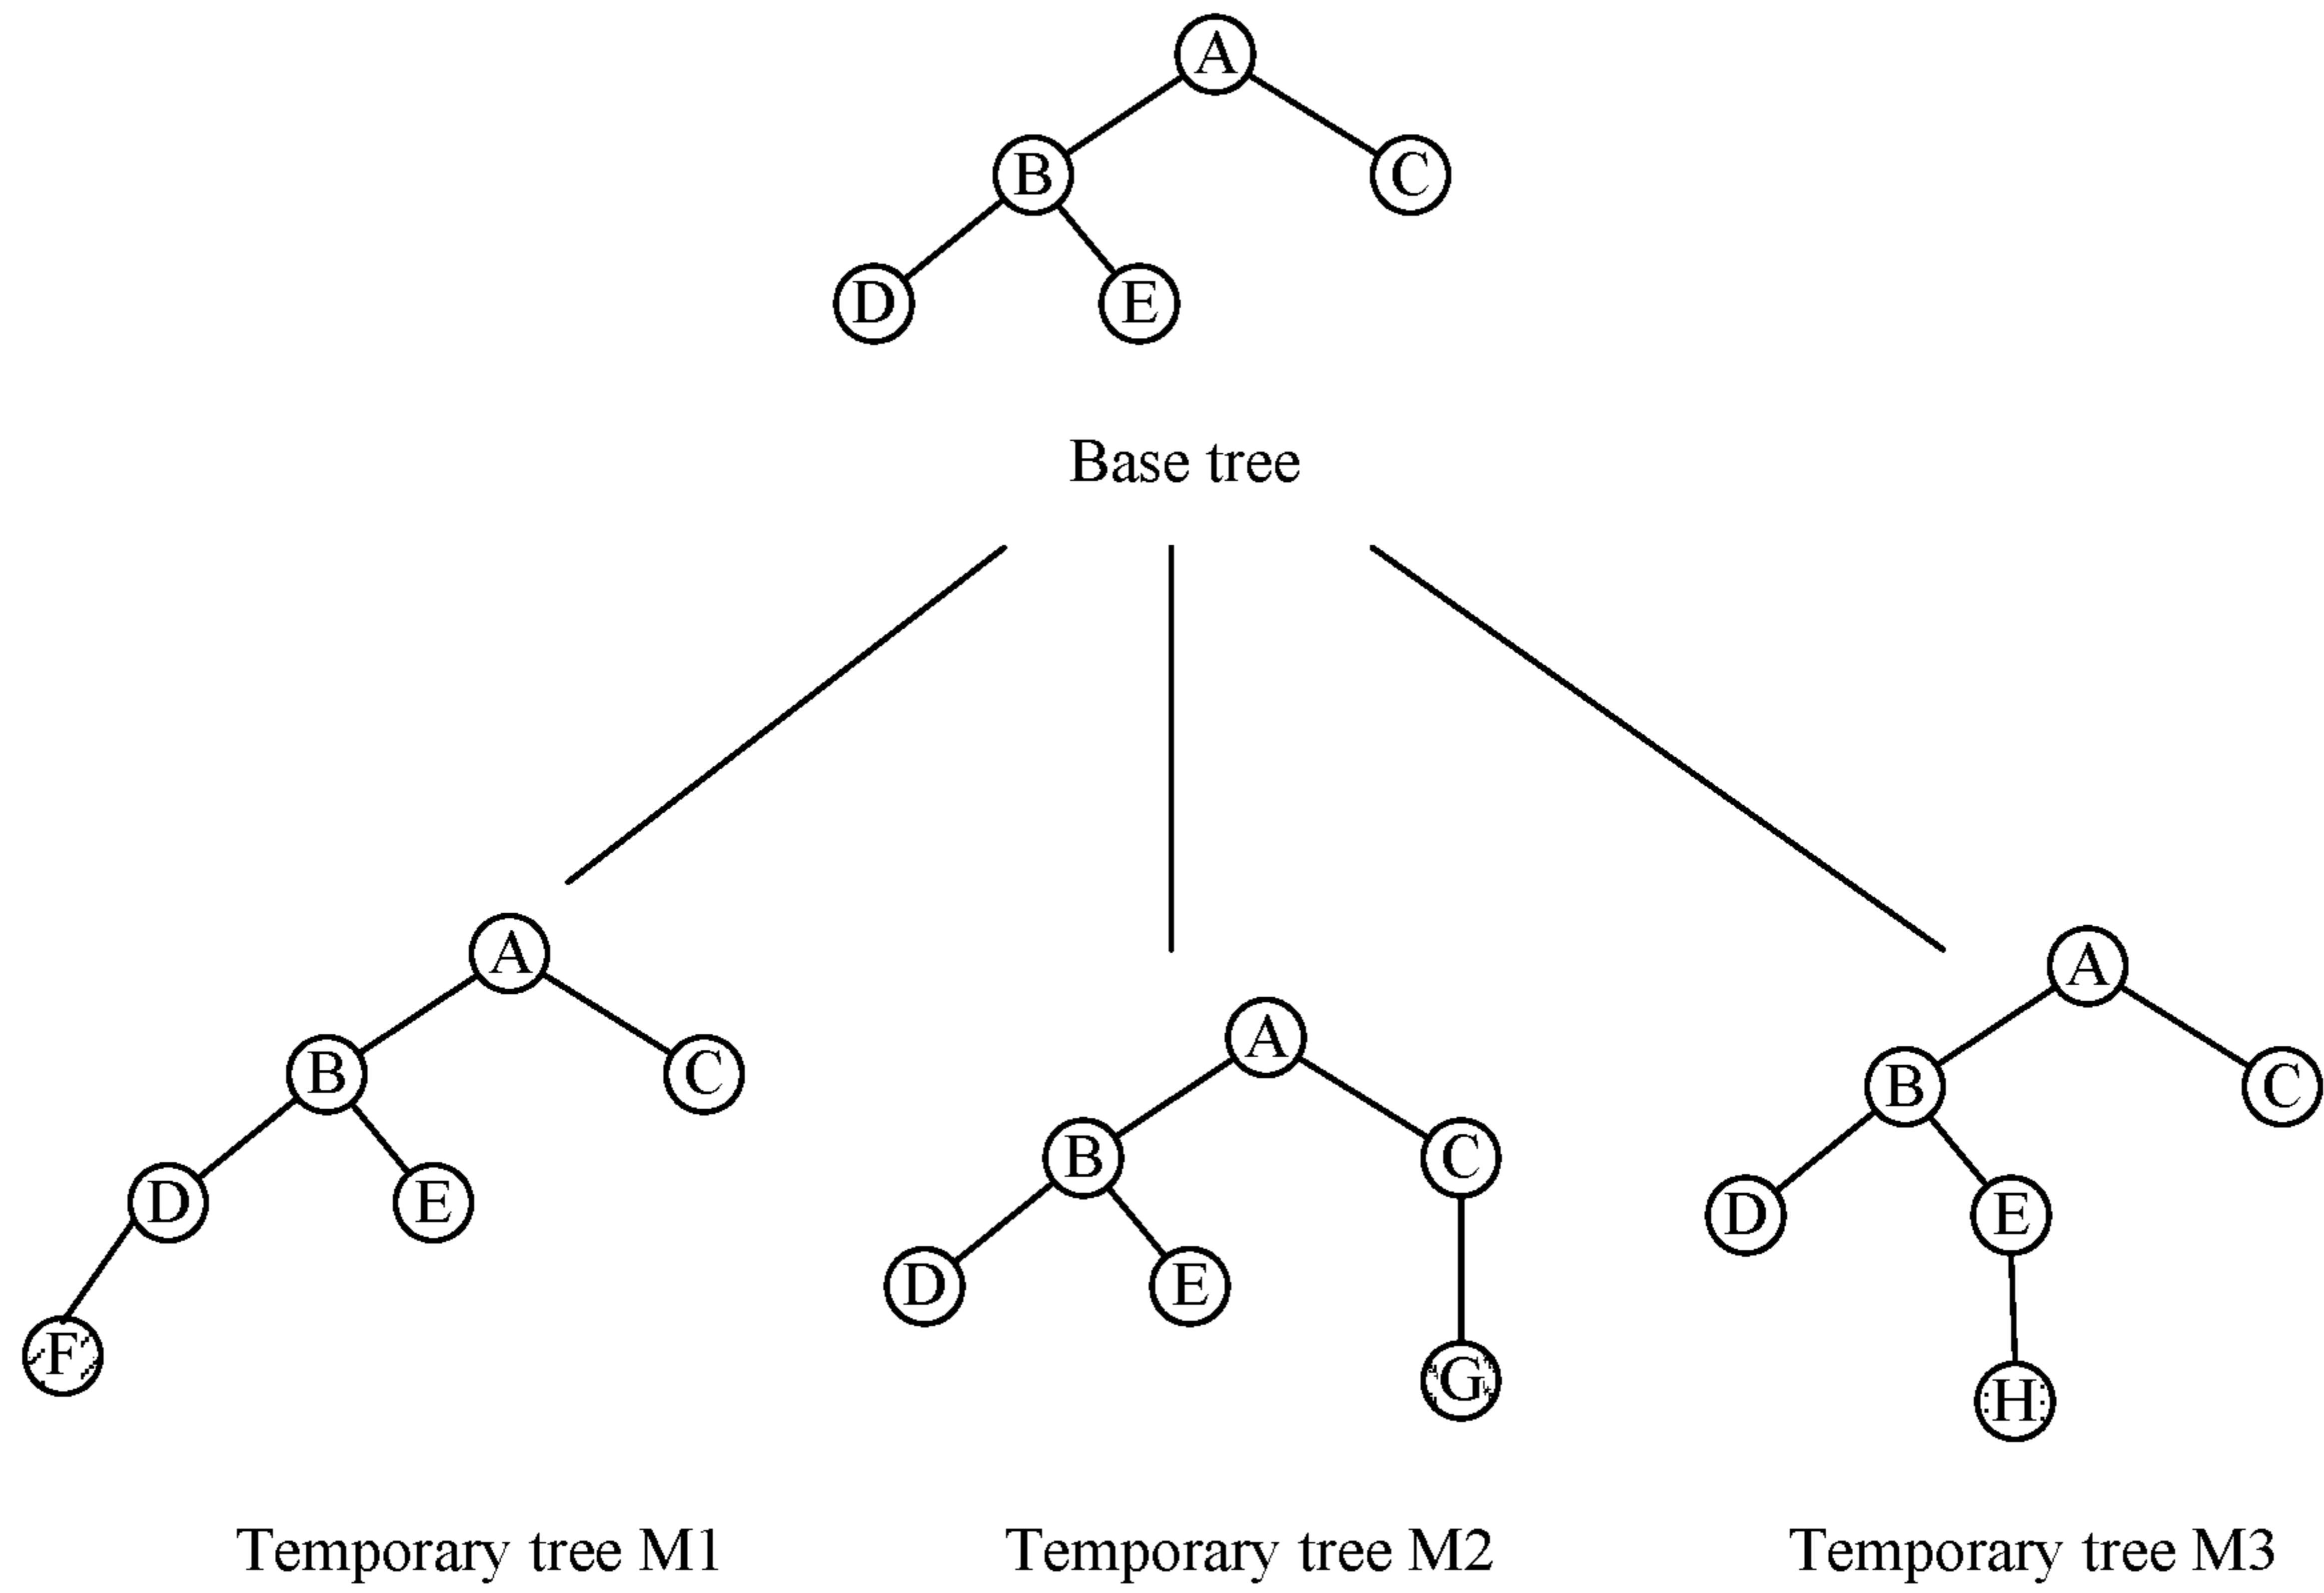 A
B
C
D
E
Base tree
A
B
C
D
E
F
A
B
C
D
E
G
A
B
C
D
E
H
Temporary tree M1
Temporary tree M2
Temporary tree M3